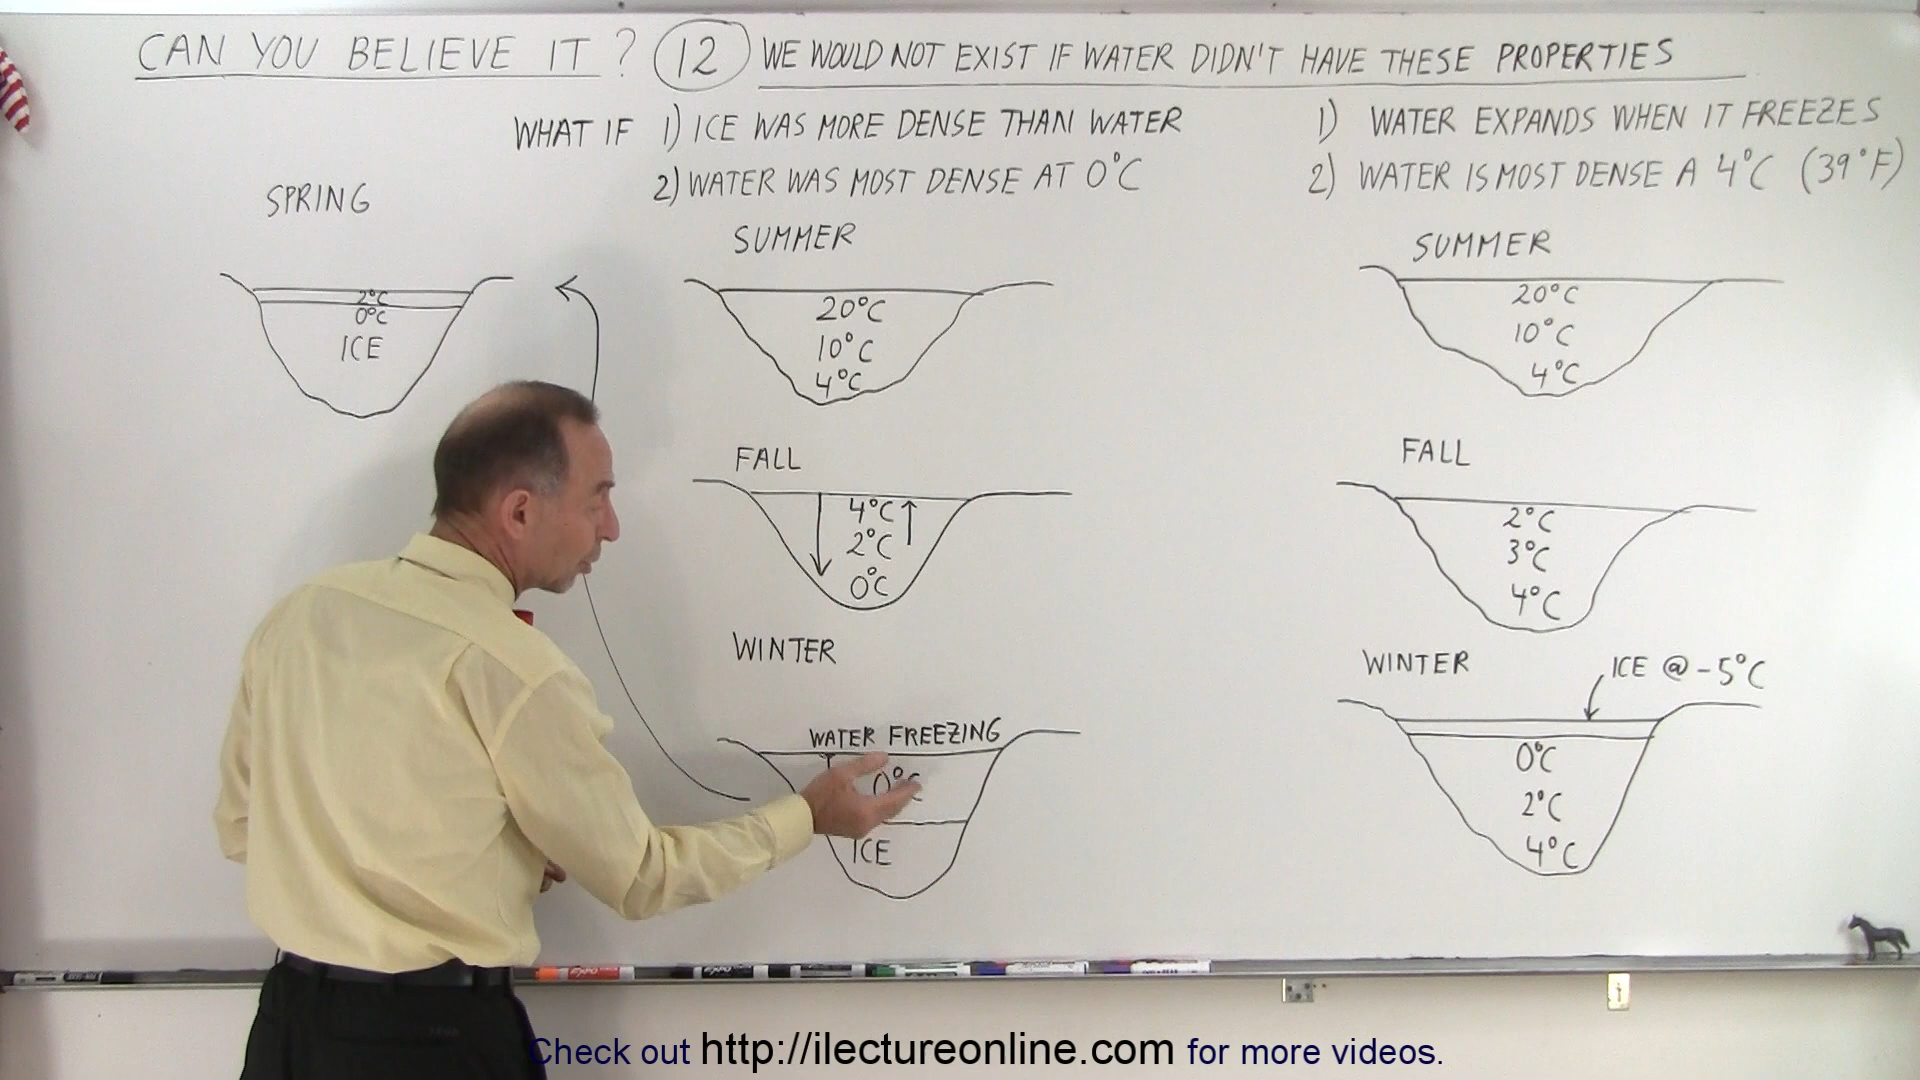 CAN YOU BELIEVE IT? 12 WE WOULD NOT EXIST IF WATER DIDN'T HAVE THESE PROPERTIES
WHAT IF 1) ICE WAS MORE DENSE THAN WATER
2) WATER WAS MOST DENSE AT 0°C
1) WATER EXPANDS WHEN IT FREEZES
2) WATER IS MOST DENSE A 4°C (39°F)
SPRING
2°C
0°C
ICE
SUMMER
20°C
10°C
4°C
FALL
4°C
2°C
0°C
WINTER
WATER FREEZING
0°C
ICE
SUMMER
20°C
10°C
4°C
FALL
2°C
3°C
4°C
WINTER
ICE @ -5°C
0°C
2°C
4°C
Check out http://ilectureonline.com for more videos.